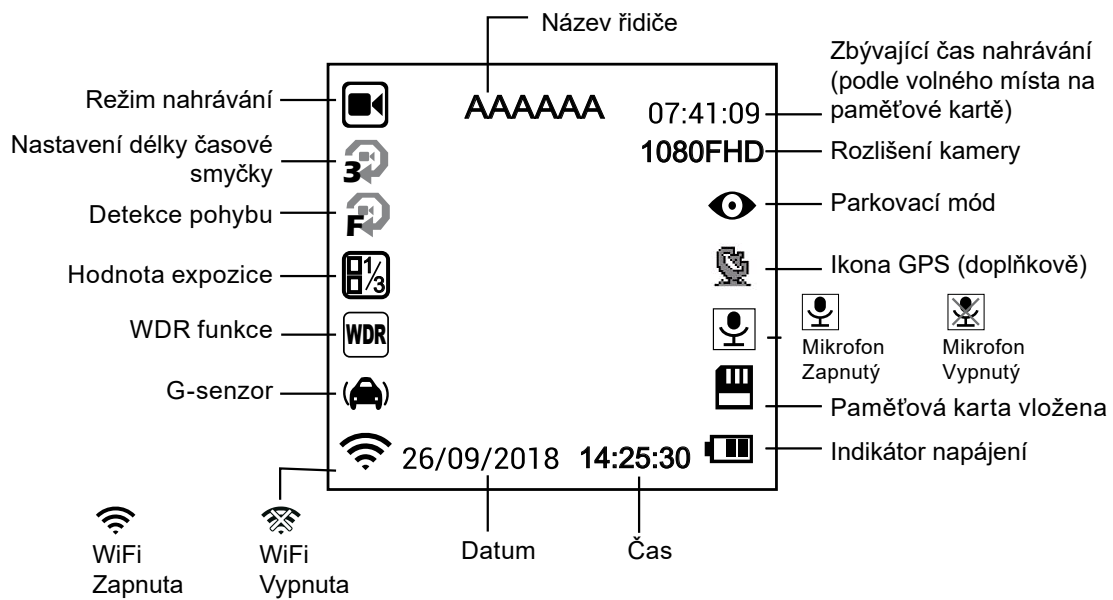 Název řidiče
Zbývající čas nahrávání
(podle volného místa na
paměťové kartě)
Režim nahrávání
AAAAAA
07:41:09
Nastavení délky časové
smyčky
3
1080FHD
Rozlišení kamery
Detekce pohybu
F
Parkovací mód
Hodnota expozice
1/3
Ikona GPS (doplňkově)
WDR funkce
WDR
Mikrofon
Zapnutý
Mikrofon
Vypnutý
G-senzor
Paměťová karta vložena
26/09/2018
14:25:30
Indikátor napájení
WiFi
Zapnuta
WiFi
Vypnuta
Datum
Čas